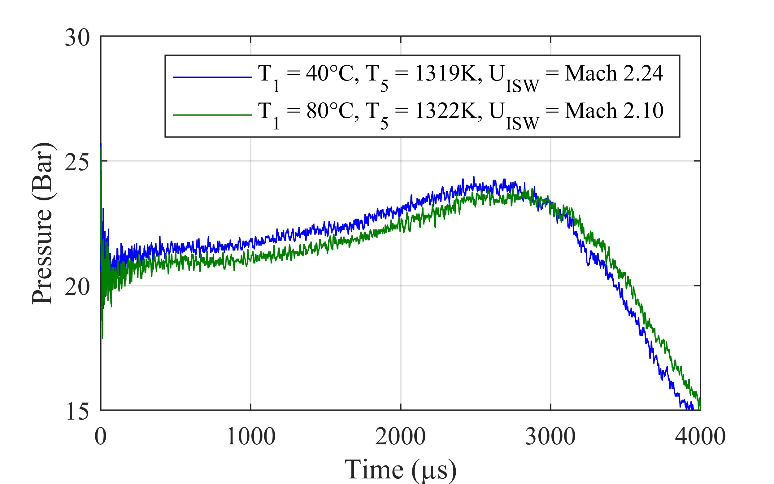 30
T1 = 40°C, T5 = 1319K, UISW = Mach 2.24
T1 = 80°C, T5 = 1322K, UISW = Mach 2.10
25
Pressure (Bar)
20
15
0 1000 2000 3000 4000
Time (µs)